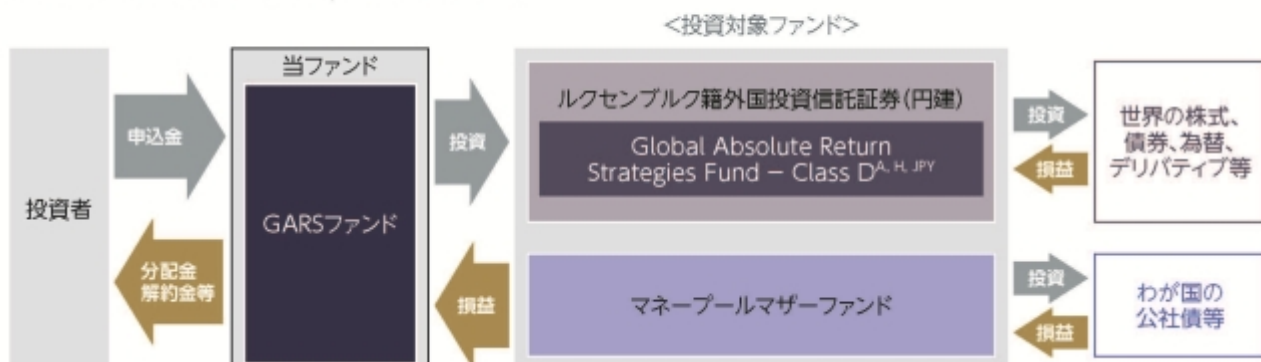 <投資対象ファンド>
投資者
申込金
分配金
解約金等
当ファンド
GARSファンド
投資
損益
ルクセンブルク籍外国投資信託証券(円建)
Global Absolute Return
Strategies Fund – Class D^A, H, JPY
マネープールマザーファンド
投資
損益
世界の株式、
債券、為替、
デリバティブ等
投資
損益
わが国の
公社債等